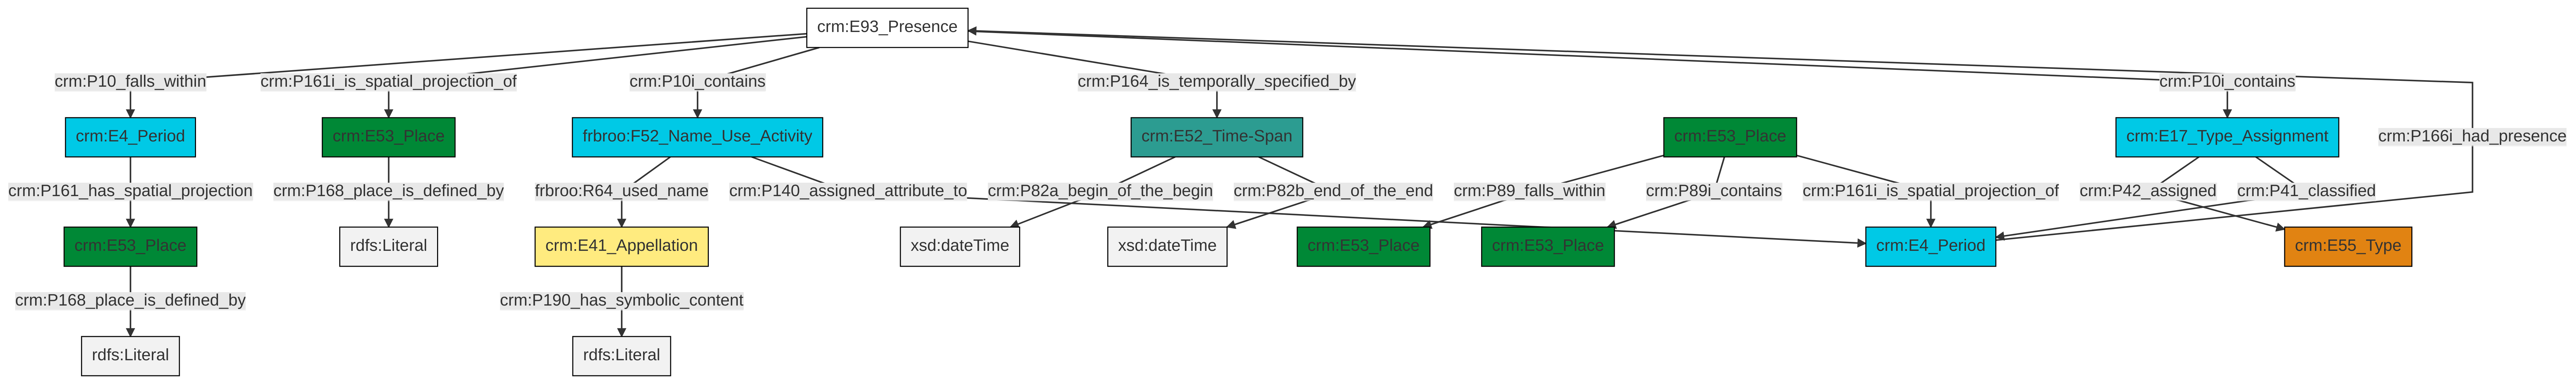 crm:E93_Presence
crm:P10_falls_within
crm:P161i_is_spatial_projection_of
crm:P10i_contains
crm:P164_is_temporally_specified_by
crm:P10i_contains
crm:E4_Period
crm:E53_Place
frbroo:F52_Name_Use_Activity
crm:E52_Time-Span
crm:E53_Place
crm:E17_Type_Assignment
crm:P166i_had_presence
crm:P161_has_spatial_projection
crm:P168_place_is_defined_by
frbroo:R64_used_name
crm:P140_assigned_attribute_to
crm:P82a_begin_of_the_begin
crm:P82b_end_of_the_end
crm:P89_falls_within
crm:P89i_contains
crm:P161i_is_spatial_projection_of
crm:P42_assigned
crm:P41_classified
crm:E53_Place
rdfs:Literal
crm:E41_Appellation
xsd:dateTime
xsd:dateTime
crm:E53_Place
crm:E53_Place
crm:E4_Period
crm:E55_Type
crm:P168_place_is_defined_by
crm:P190_has_symbolic_content
rdfs:Literal
rdfs:Literal